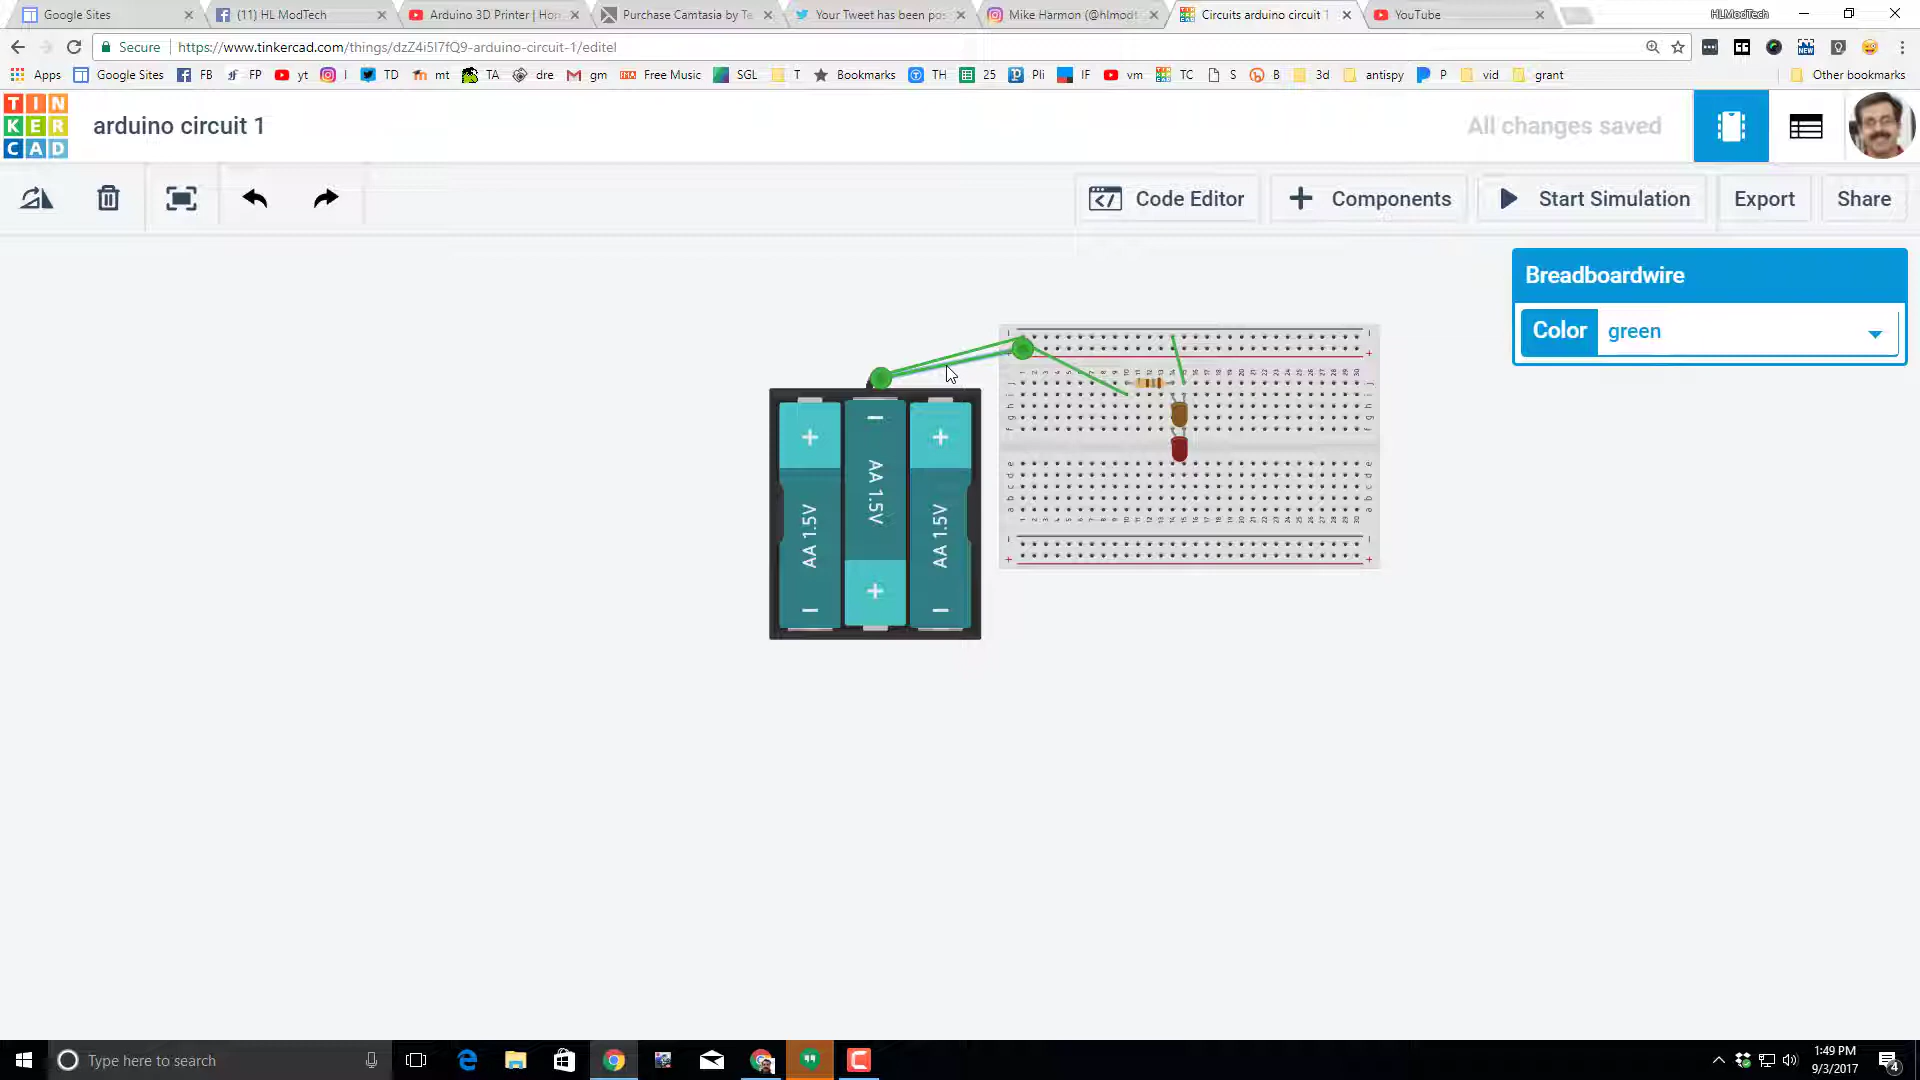 Google Sites
(11) HL ModTech
Arduino 3D Printer | Hon
Purchase Camtasia by Te
Your Tweet has been pos
Mike Harmon (@hlmodt
Circuits arduino circuit 1
YouTube
HLModTech
Secure
https://www.tinkercad.com/things/dzZ4i5I7fQ9-arduino-circuit-1/editel
Apps
Google Sites
FB
FP
yt
I
TD
mt
TA
dre
gm
Free Music
SGL
T
Bookmarks
TH
25
Pli
IF
vm
TC
S
B
3d
antispy
P
vid
grant
Other bookmarks
TIN
KER
CAD
arduino circuit 1
All changes saved
Code Editor
Components
Start Simulation
Export
Share
Breadboardwire
Color
green
AA 1.5V
AA 1.5V
AA 1.5V
Type here to search
1:49 PM
9/3/2017
4